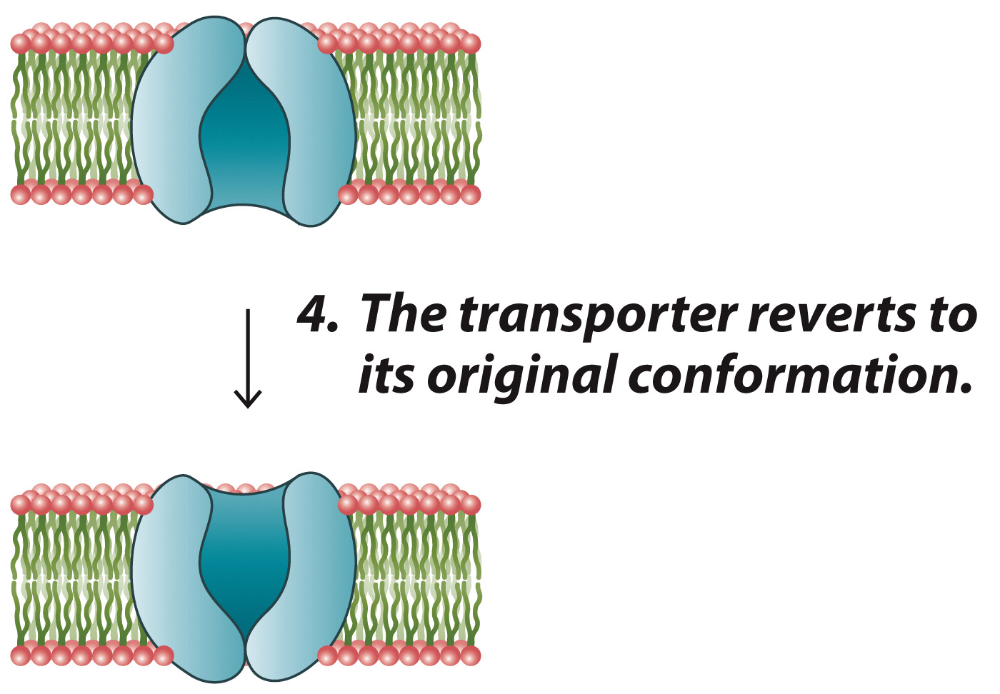 4. The transporter reverts to
its original conformation.